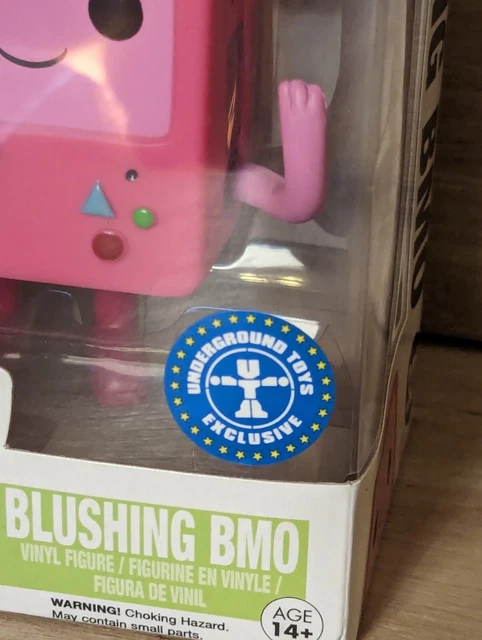 UNDERGROUND TOYS
EXCLUSIVE
BLUSHING BMO
VINYL FIGURE / FIGURINE EN VINYLE /
FIGURA DE VINIL
WARNING! Choking Hazard.
May contain small parts.
AGE
14+
BMO